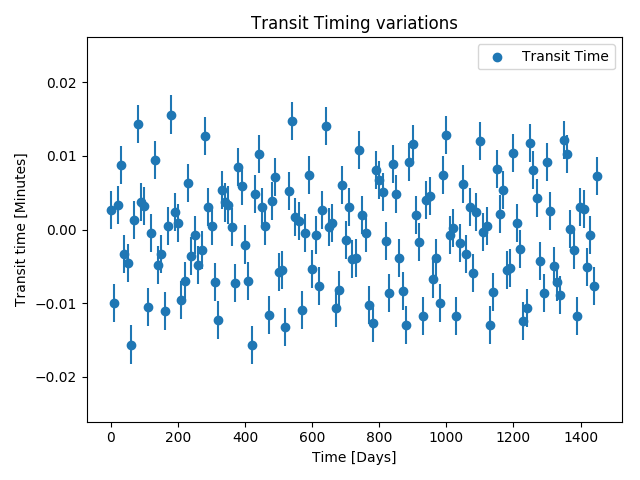 Transit Timing variations
Transit Time
Transit time [Minutes]
0.02
0.01
0.00
−0.01
−0.02
0 200 400 600 800 1000 1200 1400
Time [Days]